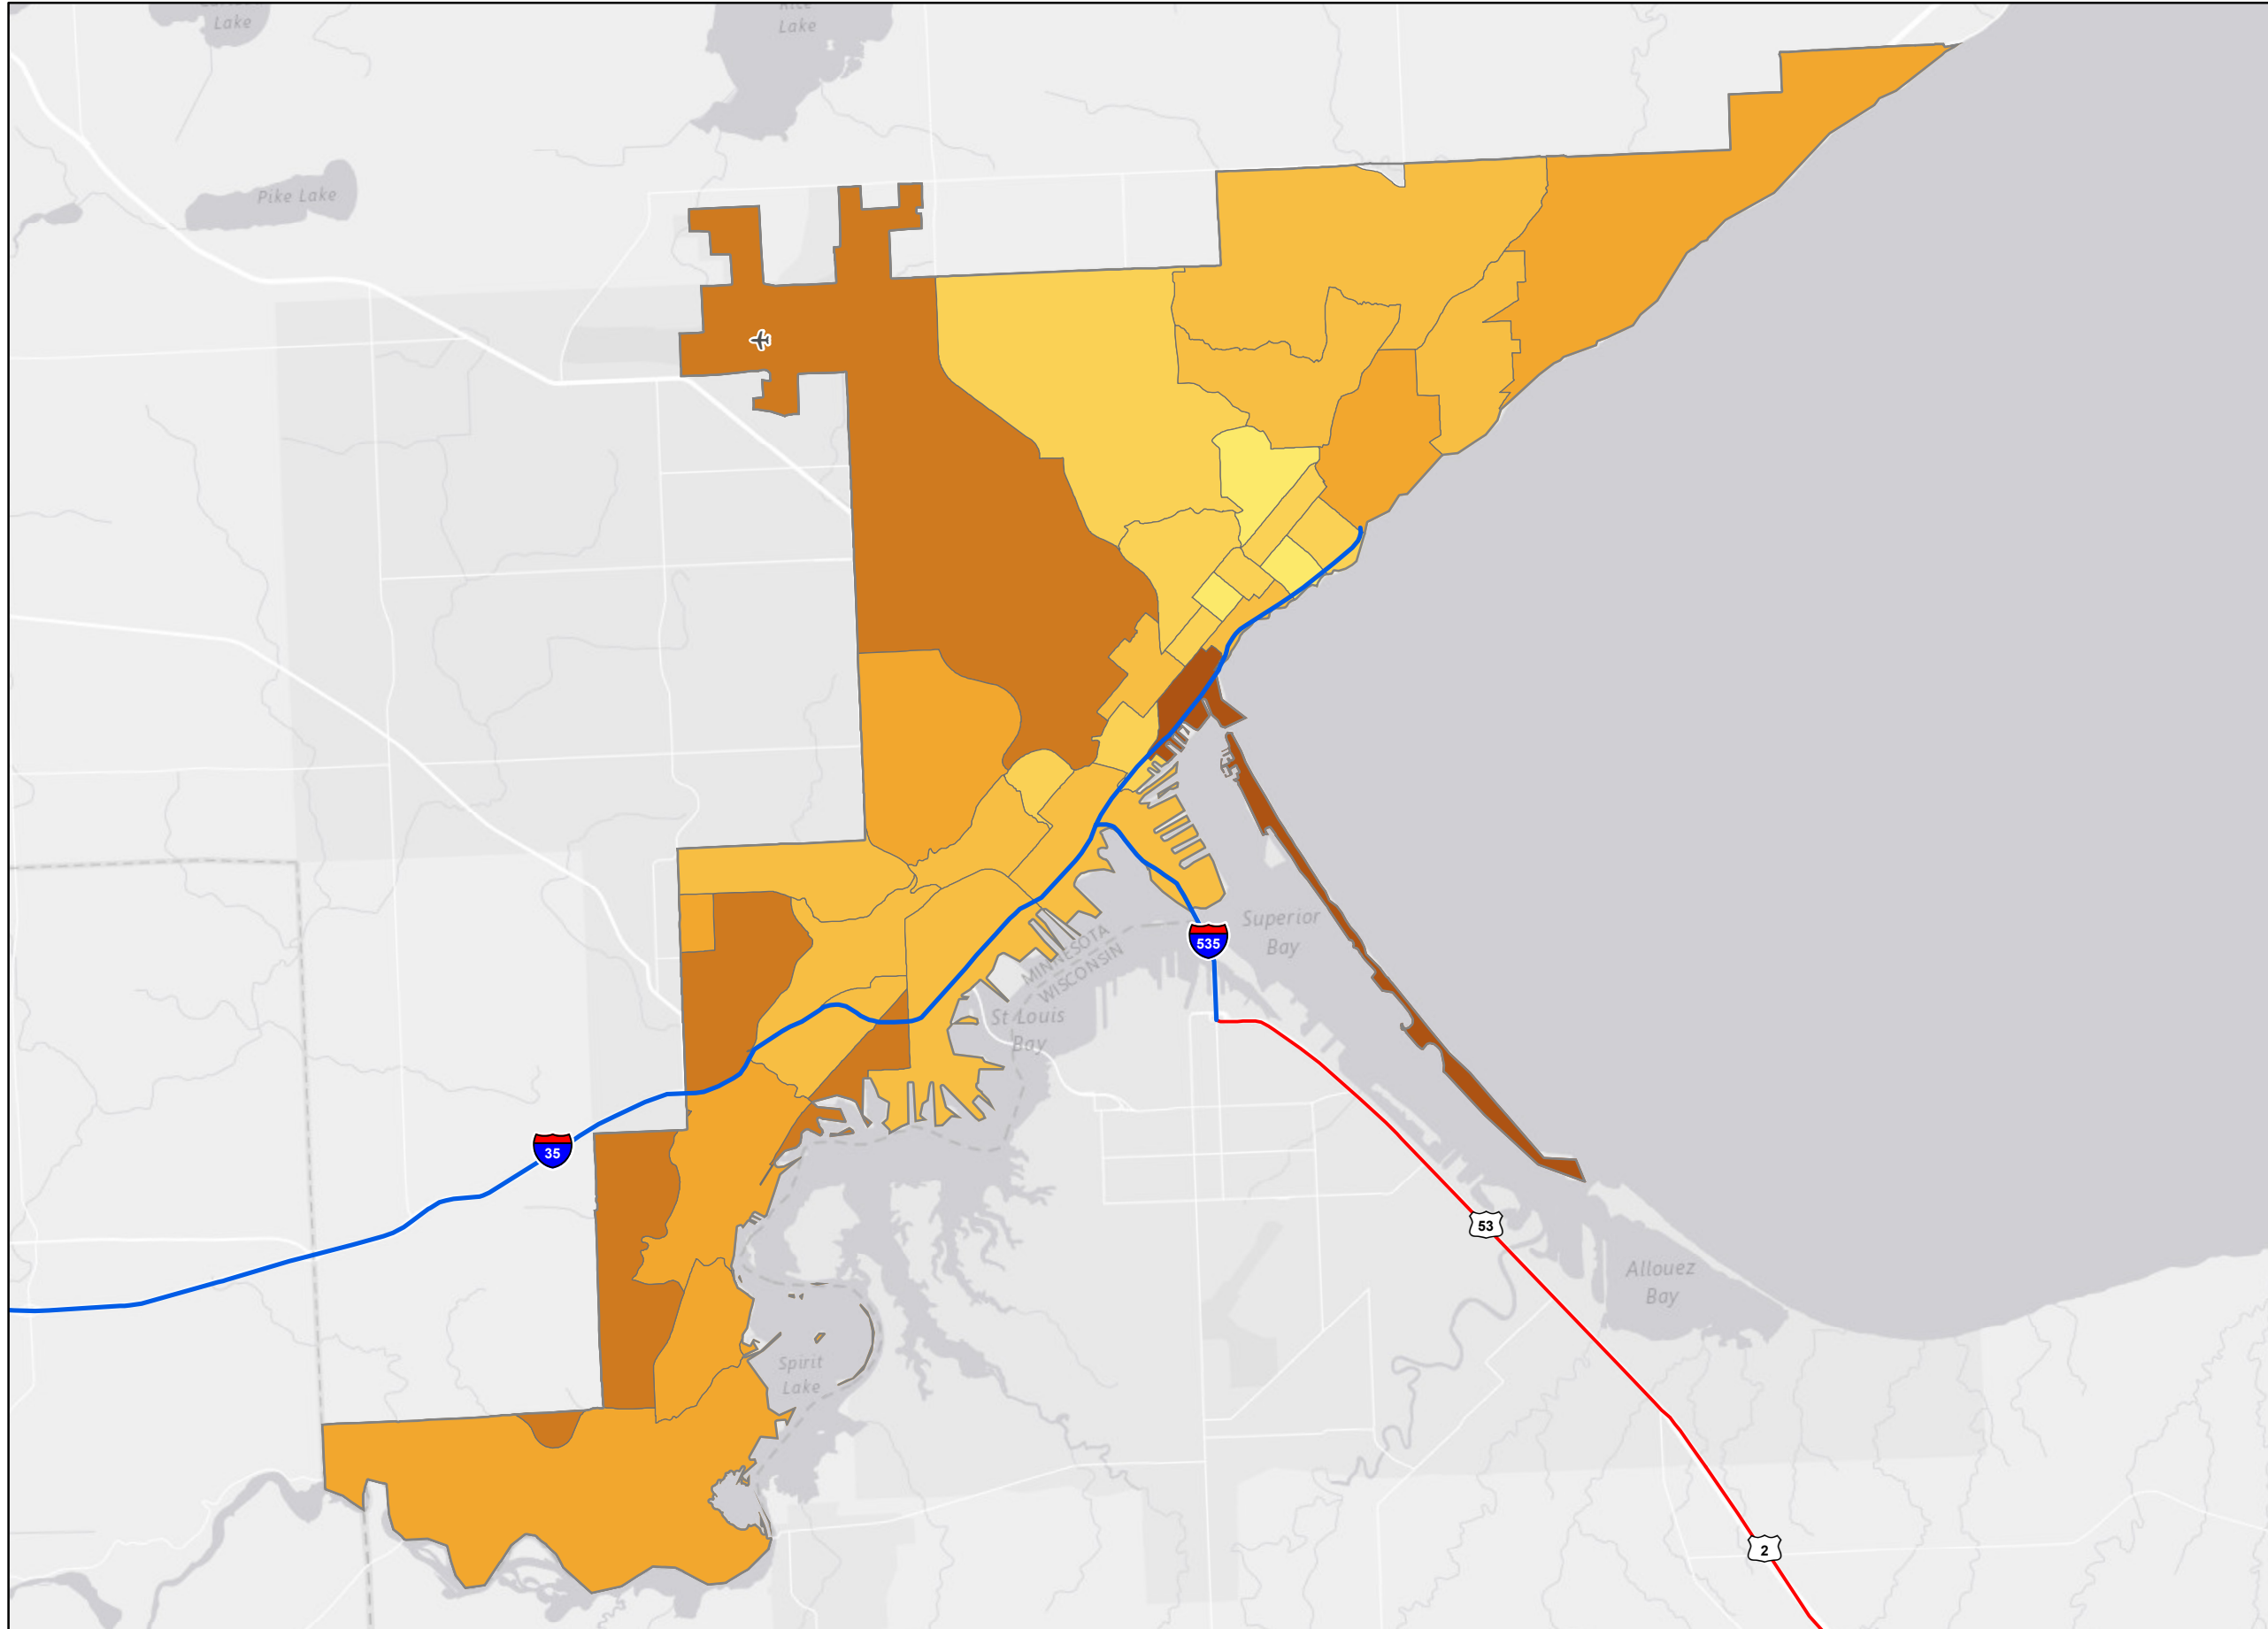 Lake
Lake
Pike Lake
Superior
Bay
MINNESOTA
WISCONSIN
535
St Louis
Bay
35
53
Allouez
Bay
Spirit
Lake
2